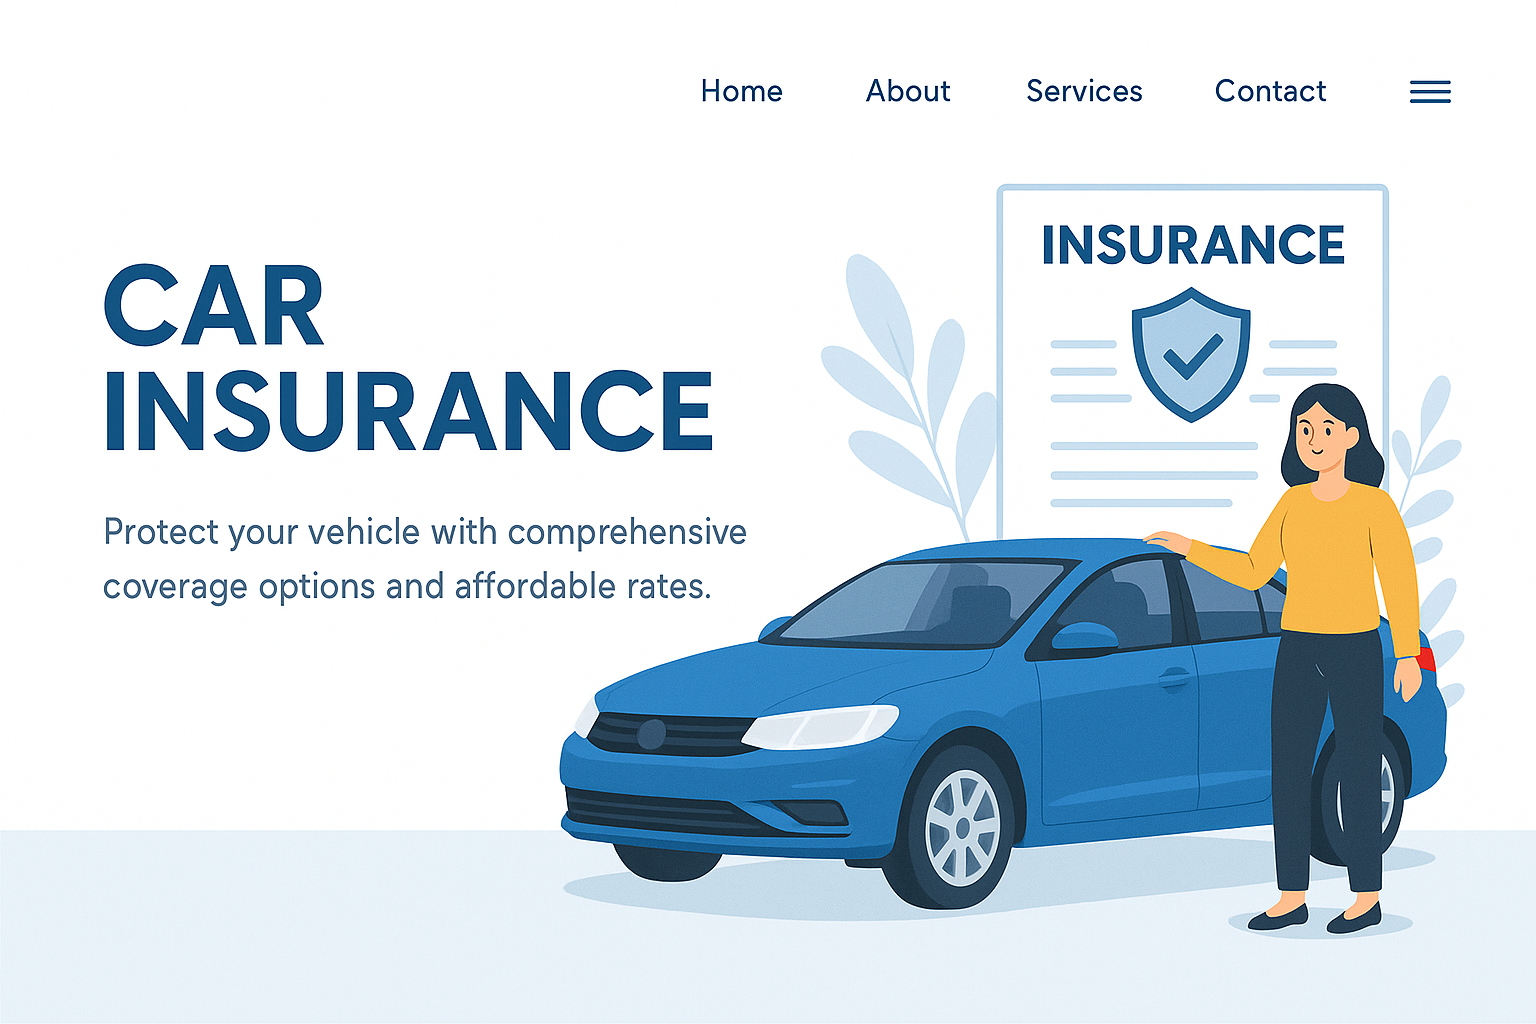 Home About Services Contact
CAR
INSURANCE
Protect your vehicle with comprehensive
coverage options and affordable rates.
INSURANCE